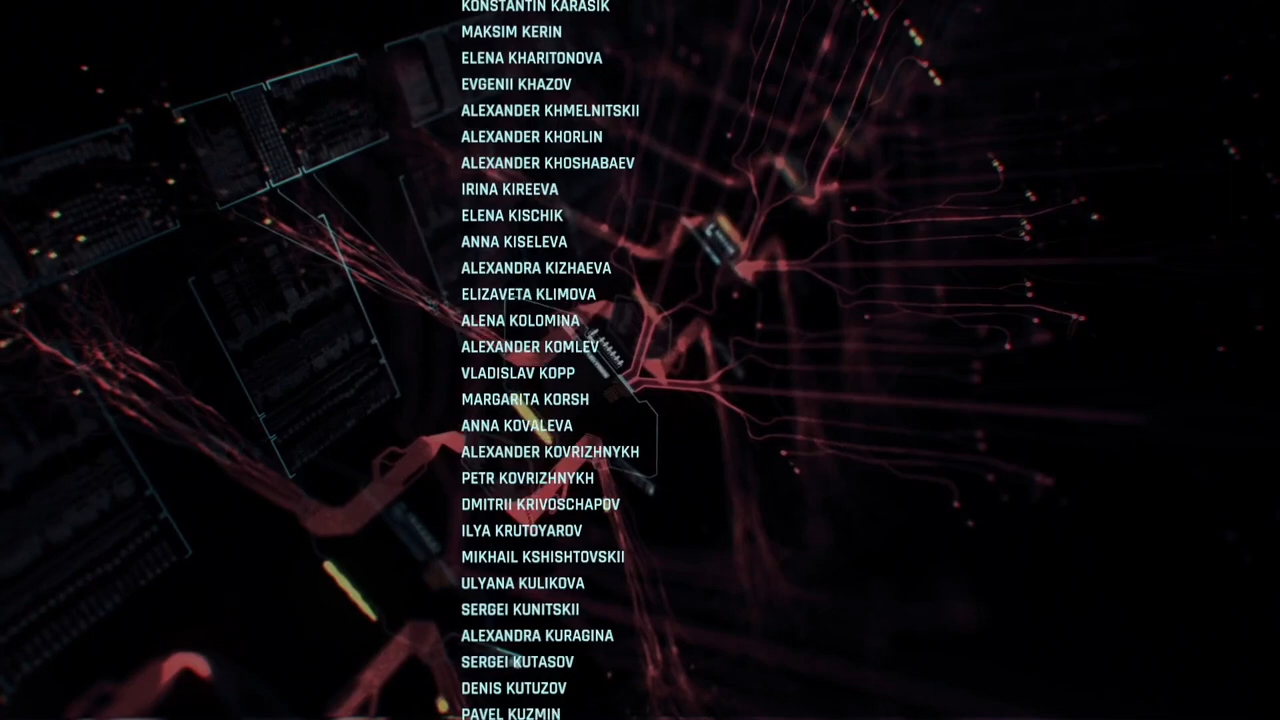 KONSTANTIN KARASIK
MAKSIM KERIN
ELENA KHARITONOVA
EVGENII KHAZOV
ALEXANDER KHMELNITSKII
ALEXANDER KHORLIN
ALEXANDER KHOSHABAEV
IRINA KIREEVA
ELENA KISCHIK
ANNA KISELEVA
ALEXANDRA KIZHAEVA
ELIZAVETA KLIMOVA
ALENA KOLOMINA
ALEXANDER KOMLEV
VLADISLAV KOPP
MARGARITA KORSH
ANNA KOVALEVA
ALEXANDER KOVRIZHNYKH
PETR KOVRIZHNYKH
DMITRII KRIVOSCHAPOV
ILYA KRUTOYAROV
MIKHAIL KSHISHTOVSKII
ULYANA KULIKOVA
SERGEI KUNITSKII
ALEXANDRA KURAGINA
SERGEI KUTASOV
DENIS KUTUZOV
PAVEL KUZMIN